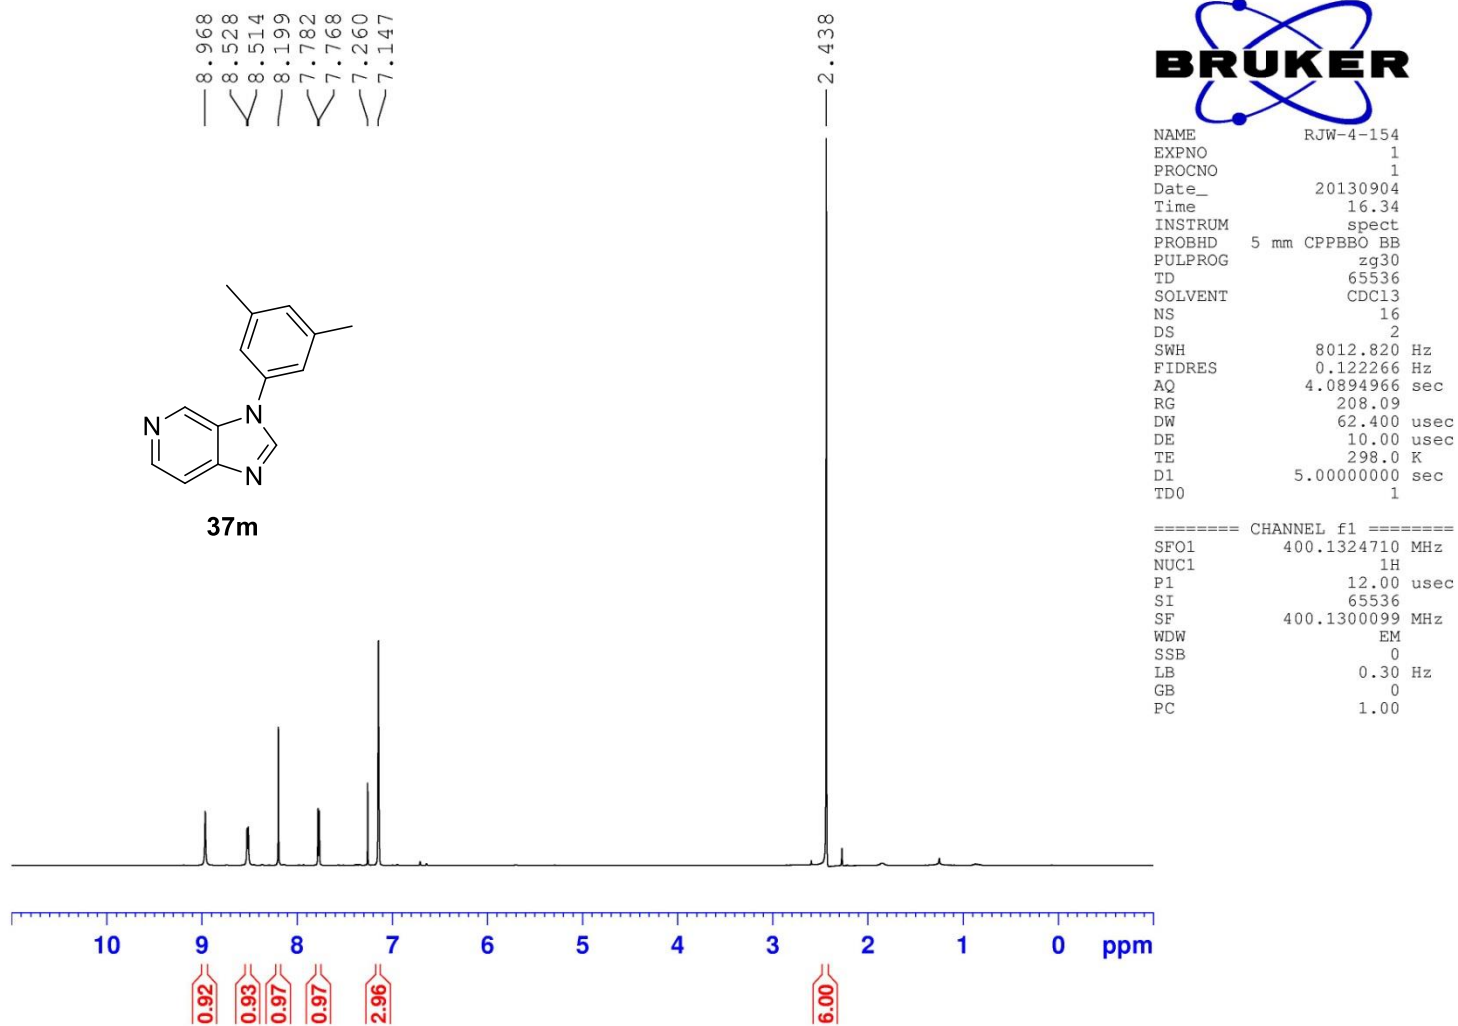 8.968
8.528
8.514
8.199
7.782
7.768
7.260
7.147
2.438
BRUKER
NAME RJW-4-154
EXPNO 1
PROCNO 1
Date_ 20130904
Time 16.34
INSTRUM spect
PROBHD 5 mm CPPBBO BB
PULPROG zg30
TD 65536
SOLVENT CDCl3
NS 16
DS 2
SWH 8012.820 Hz
FIDRES 0.122266 Hz
AQ 4.0894966 sec
RG 208.09
DW 62.400 usec
DE 10.00 usec
TE 298.0 K
D1 5.00000000 sec
TD0 1
======== CHANNEL f1 ========
SFO1 400.1324710 MHz
NUC1 1H
P1 12.00 usec
SI 65536
SF 400.1300099 MHz
WDW EM
SSB 0
LB 0.30 Hz
GB 0
PC 1.00
N
N
N
37m
10 9 8 7 6 5 4 3 2 1 0 ppm
0.92
0.93
0.97
0.97
2.96
6.00